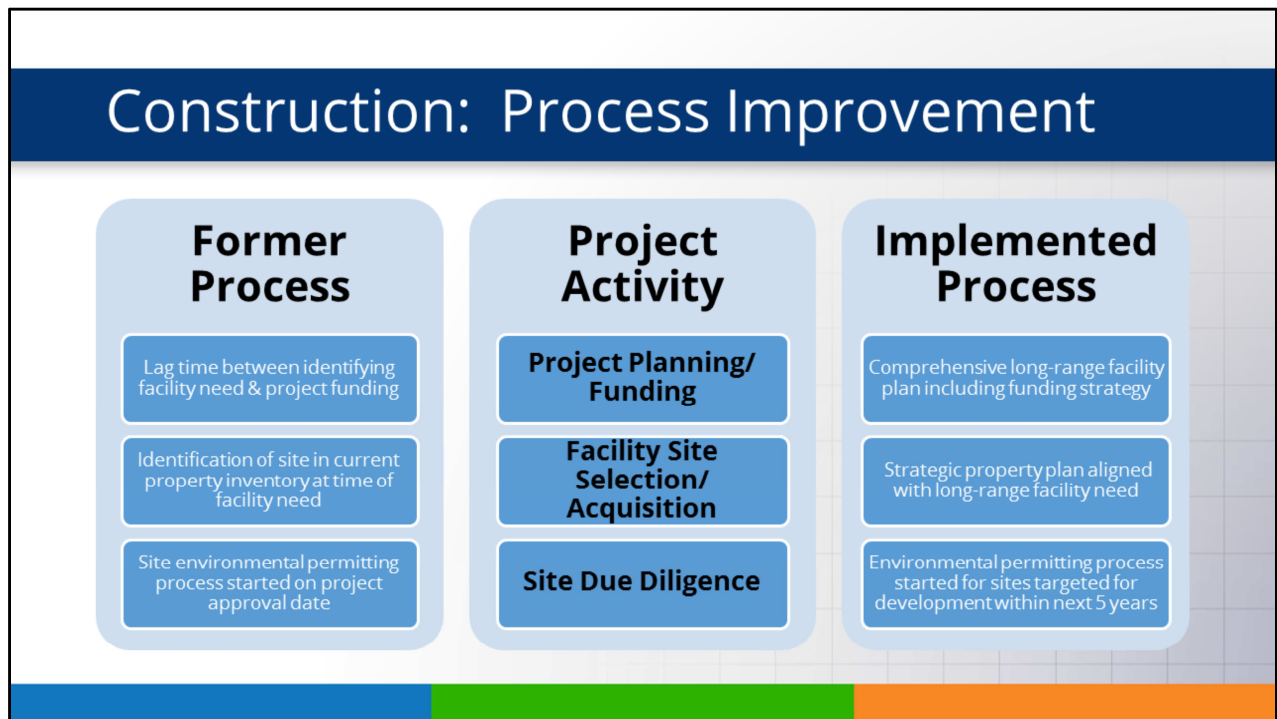 Construction:  Process Improvement
Former
Process
Lag time between identifying
facility need & project funding
Identification of site in current
property inventory at time of
facility need
Site environmental permitting
process started on project
approval date
Project
Activity
Project Planning/
Funding
Facility Site
Selection/
Acquisition
Site Due Diligence
Implemented
Process
Comprehensive long-range facility
plan including funding strategy
Strategic property plan aligned
with long-range facility need
Environmental permitting process
started for sites targeted for
development within next 5 years